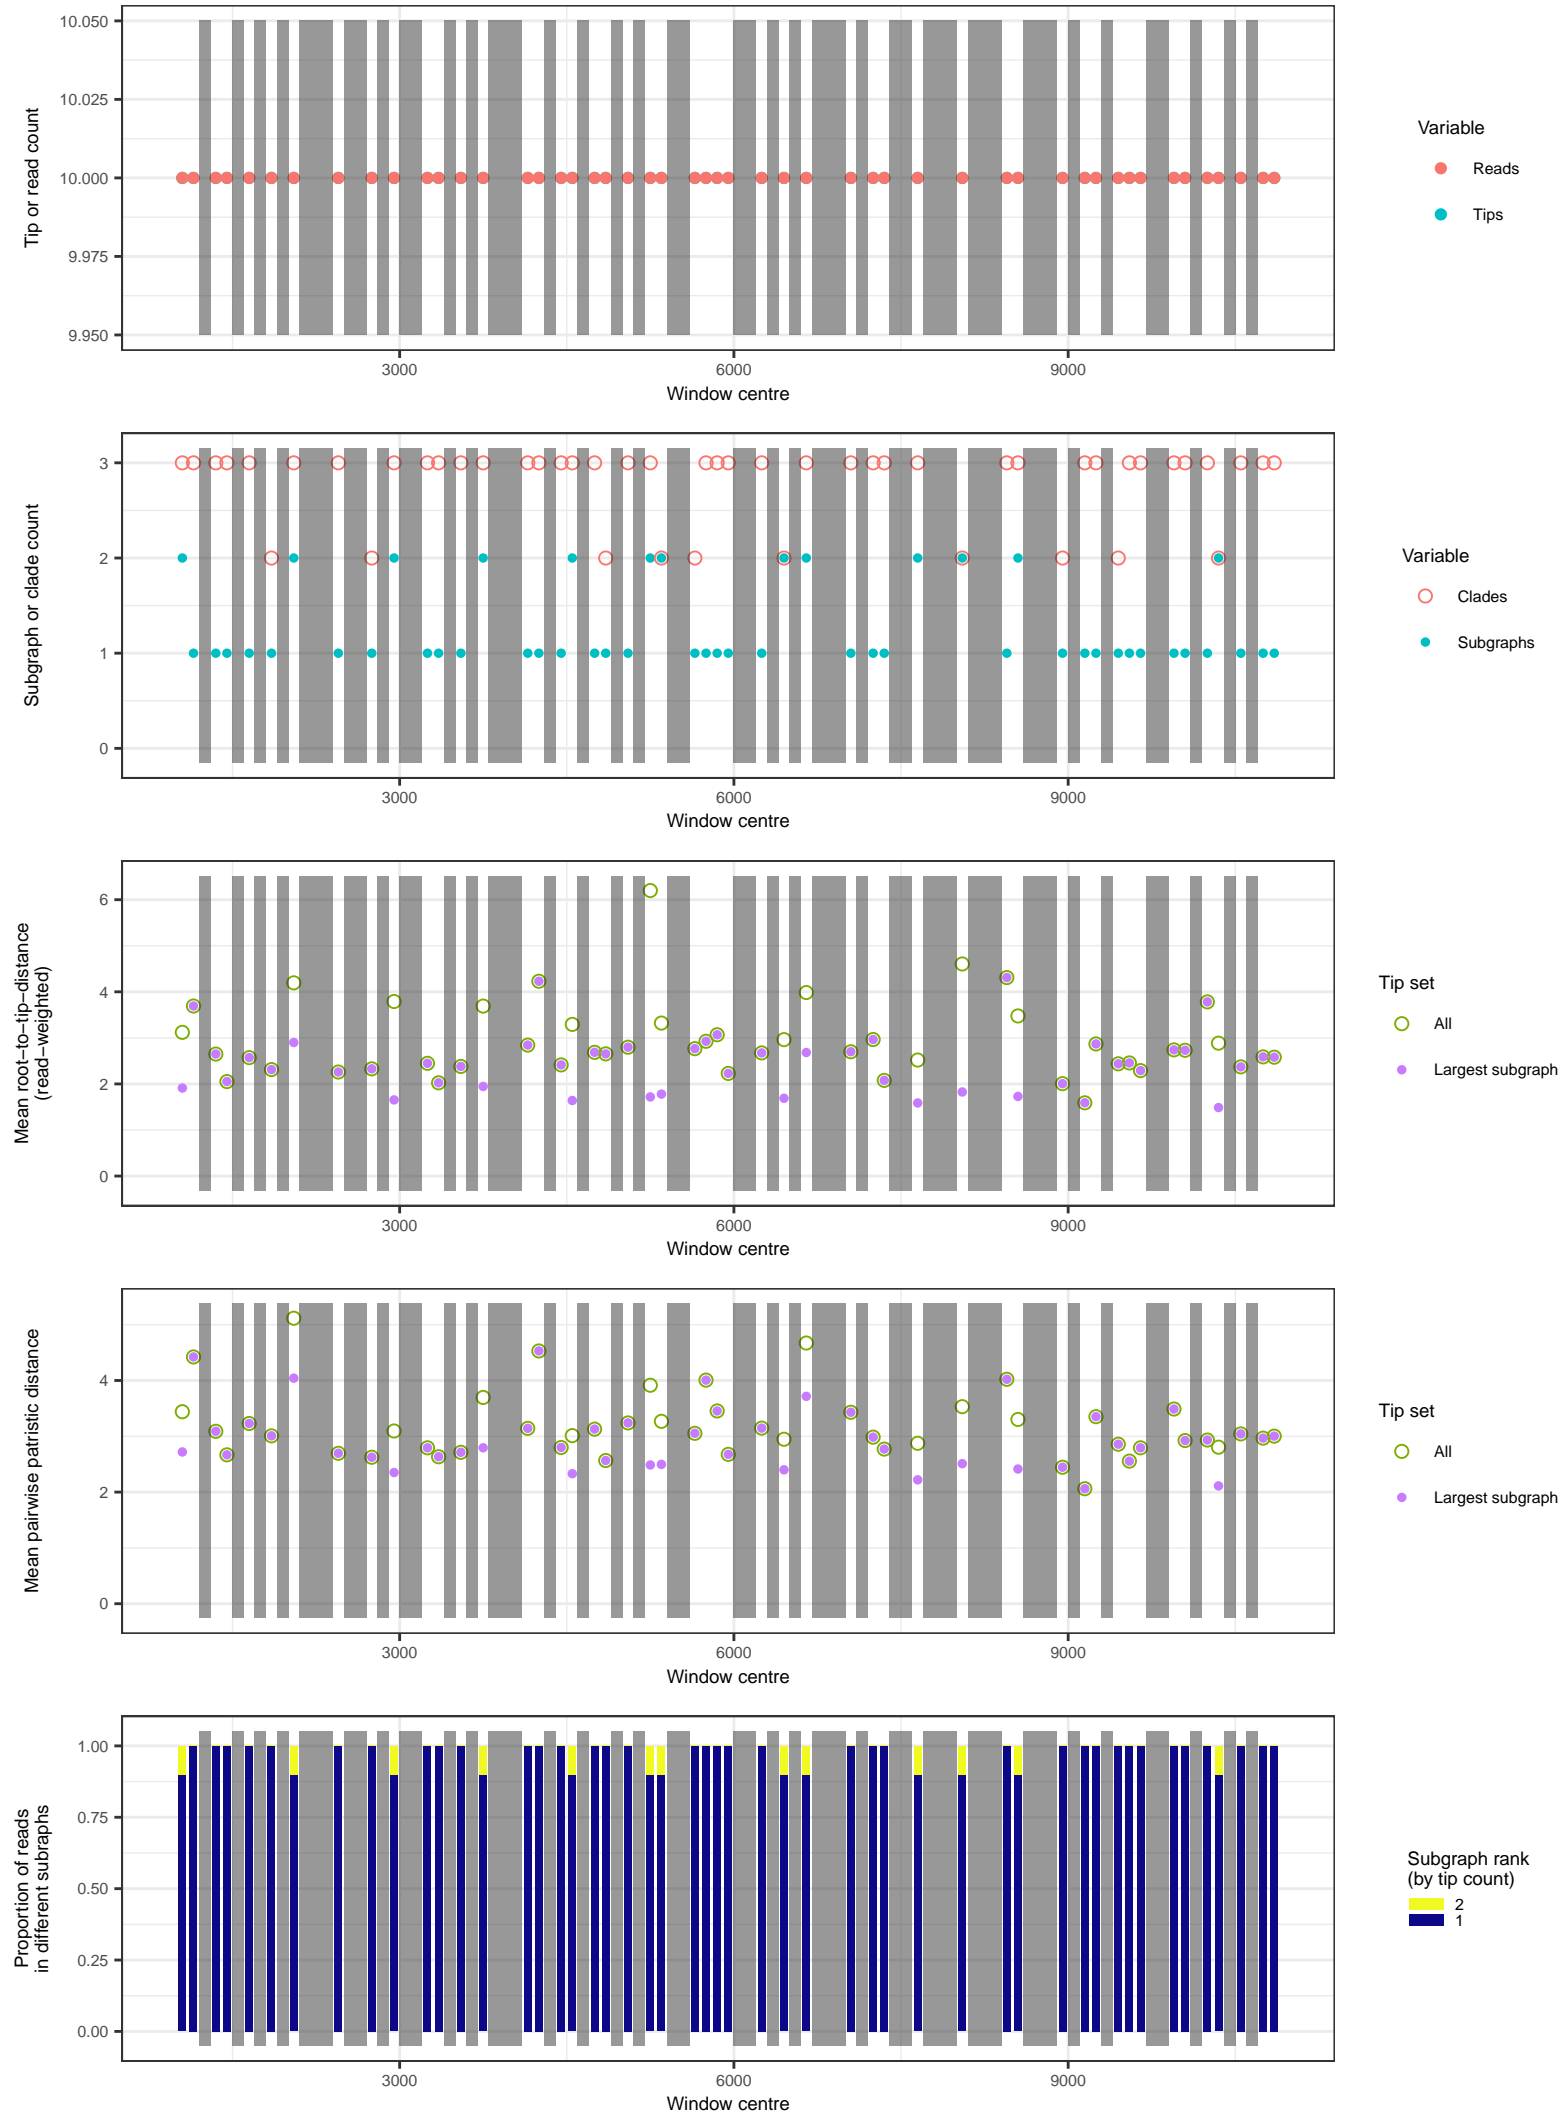 10.050
10.025
10.000
9.975
9.950
Tip or read count
3000
6000
9000
Window centre
Variable
Reads
Tips
3
2
1
0
Subgraph or clade count
3000
6000
9000
Window centre
Variable
Clades
Subgraphs
6
4
2
0
Mean root−to−tip−distance
(read−weighted)
3000
6000
9000
Window centre
Tip set
All
Largest subgraph
4
2
0
Mean pairwise patristic distance
3000
6000
9000
Window centre
Tip set
All
Largest subgraph
1.00
0.75
0.50
0.25
0.00
Proportion of reads
in different subraphs
3000
6000
9000
Window centre
Subgraph rank
(by tip count)
2
1